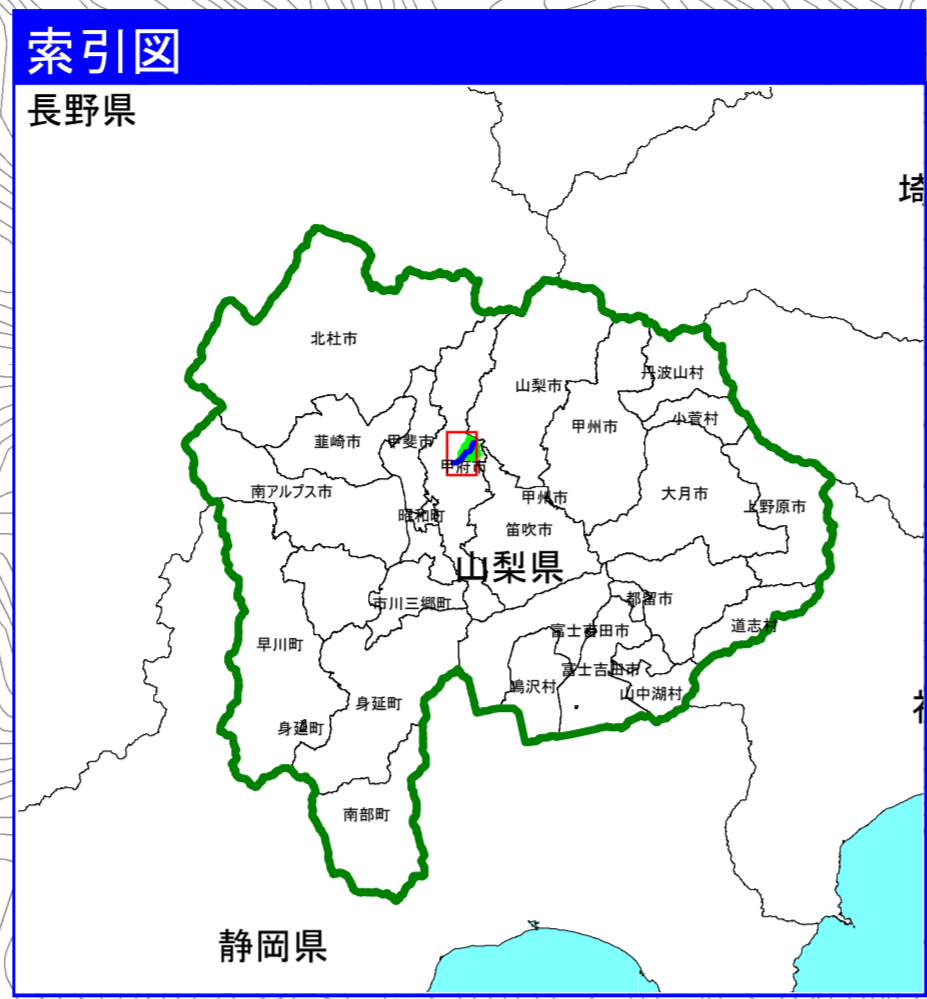 索引図
長野県
埼
北杜市
丹波山村
山梨市
小菅村
甲州市
韮崎市
甲斐市
甲府市
南アルプス市
甲州市
大月市
上野原市
昭和町
笛吹市
山梨県
市川三郷町
都留市
道志村
富士吉田市
早川町
富士吉田市
鳴沢村
山中湖村
身延町
身延町
南部町
静岡県